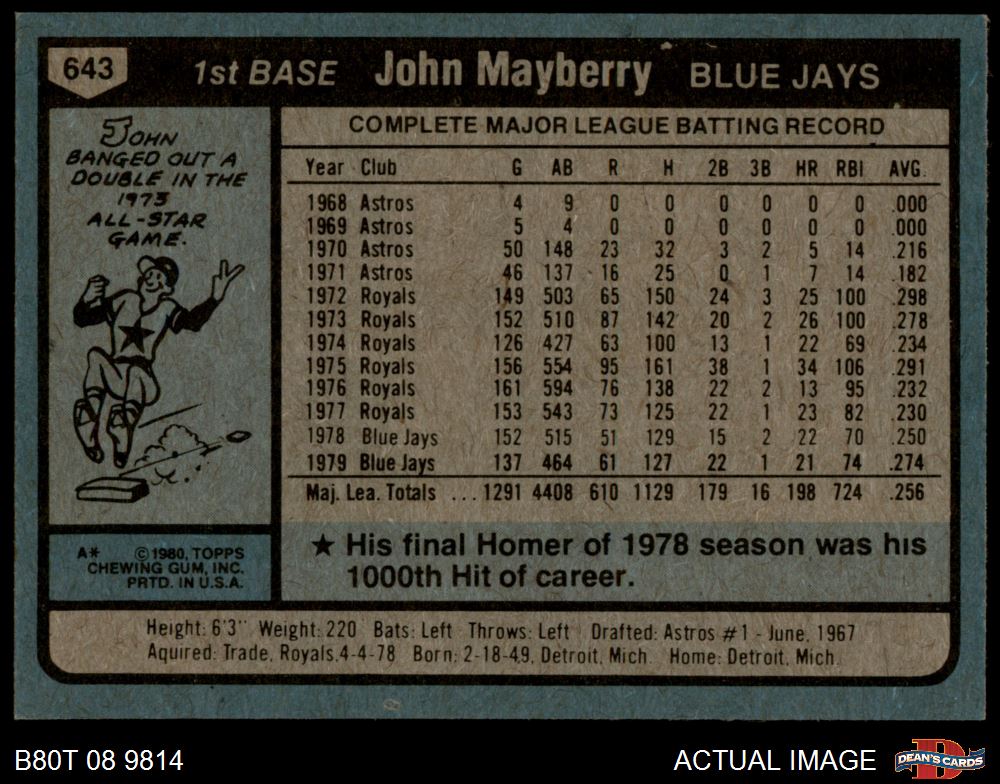 643 1st BASE John Mayberry BLUE JAYS
JOHN
BANGED OUT A
DOUBLE IN THE
1973
ALL-STAR
GAME.
COMPLETE MAJOR LEAGUE BATTING RECORD
Year Club G AB R H 2B 3B HR RBI AVG.
1968 Astros 4 9 0 0 0 0 0 0 .000
1969 Astros 5 4 0 0 0 0 0 0 .000
1970 Astros 50 148 23 32 3 2 5 14 .216
1971 Astros 46 137 16 25 0 1 7 14 .182
1972 Royals 149 503 65 150 24 3 25 100 .298
1973 Royals 152 510 87 142 20 2 26 100 .278
1974 Royals 126 427 63 100 13 1 22 69 .234
1975 Royals 156 554 95 161 38 1 34 106 .291
1976 Royals 161 594 76 138 22 2 13 95 .232
1977 Royals 153 543 73 125 22 1 23 82 .230
1978 Blue Jays 152 515 51 129 15 2 22 70 .250
1979 Blue Jays 137 464 61 127 22 1 21 74 .274
Maj. Lea. Totals ... 1291 4408 610 1129 179 16 198 724 .256
★ His final Homer of 1978 season was his
1000th Hit of career.
A* ©1980, TOPPS
CHEWING GUM, INC.
PRTD. IN U.S.A.
Height: 6'3" Weight: 220 Bats: Left Throws: Left Drafted: Astros #1 - June, 1967
Aquired: Trade, Royals, 4-4-78 Born: 2-18-49, Detroit, Mich. Home: Detroit, Mich.
B80T 08 9814 ACTUAL IMAGE DEAN'S CARDS